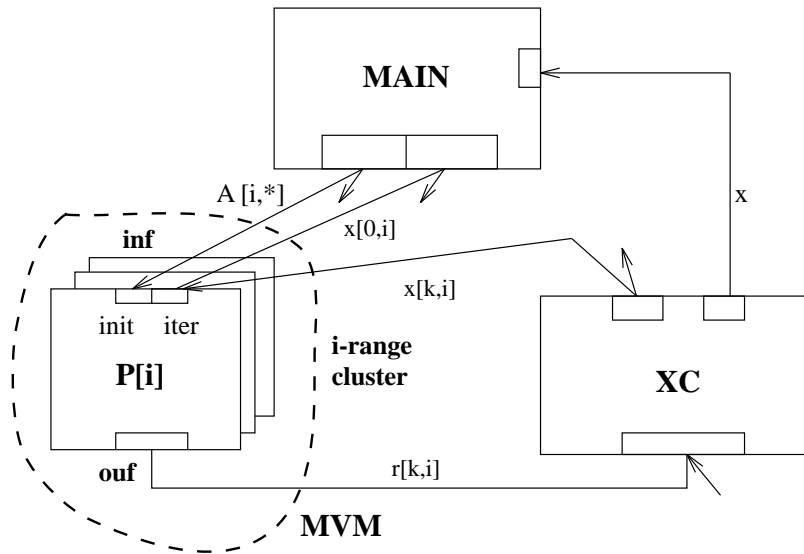 MAIN
A [i,*]
x
x[0,i]
inf
x[k,i]
init
iter
i-range
cluster
P[i]
XC
ouf
r[k,i]
MVM